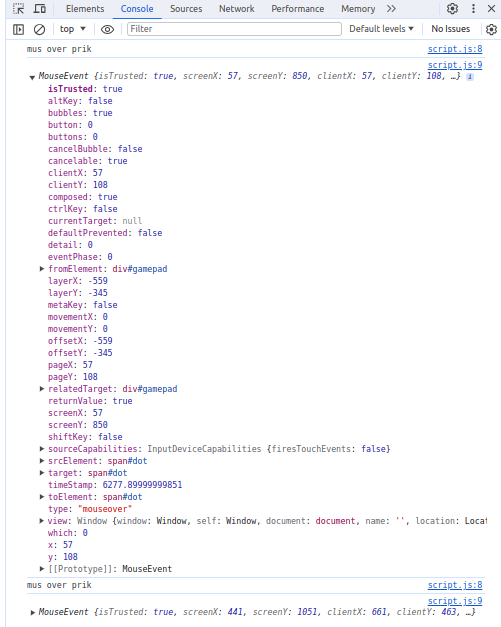 Elements Console Sources Network Performance Memory
top Filter Default levels No Issues
mus over prik script.js:8
script.js:9
MouseEvent {isTrusted: true, screenX: 57, screenY: 850, clientX: 57, clientY: 108, …} i
isTrusted: true
altKey: false
bubbles: true
button: 0
buttons: 0
cancelBubble: false
cancelable: true
clientX: 57
clientY: 108
composed: true
ctrlKey: false
currentTarget: null
defaultPrevented: false
detail: 0
eventPhase: 0
fromElement: div#gamepad
layerX: -559
layerY: -345
metaKey: false
movementX: 0
movementY: 0
offsetX: -559
offsetY: -345
pageX: 57
pageY: 108
relatedTarget: div#gamepad
returnValue: true
screenX: 57
screenY: 850
shiftKey: false
sourceCapabilities: InputDeviceCapabilities {firesTouchEvents: false}
srcElement: span#dot
target: span#dot
timeStamp: 6277.89999999851
toElement: span#dot
type: "mouseover"
view: Window {window: Window, self: Window, document: document, name: '', location: Locat
which: 0
x: 57
y: 108
[[Prototype]]: MouseEvent
mus over prik script.js:8
script.js:9
MouseEvent {isTrusted: true, screenX: 441, screenY: 1051, clientX: 661, clientY: 463, …}